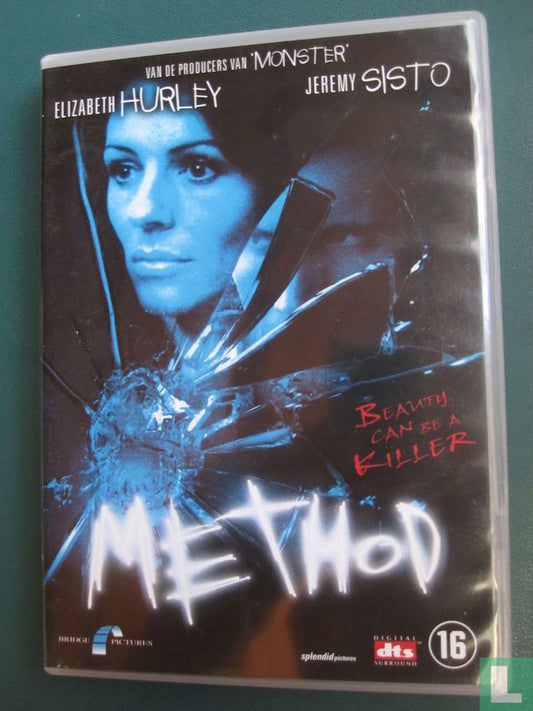 VAN DE PRODUCERS VAN 'MONSTER'
ELIZABETH HURLEY JEREMY SISTO
BEAUTY
CAN BE A
KILLER
METHOD
BRIDGE PICTURES
splendid pictures
DIGITAL
dts
SURROUND
16
L